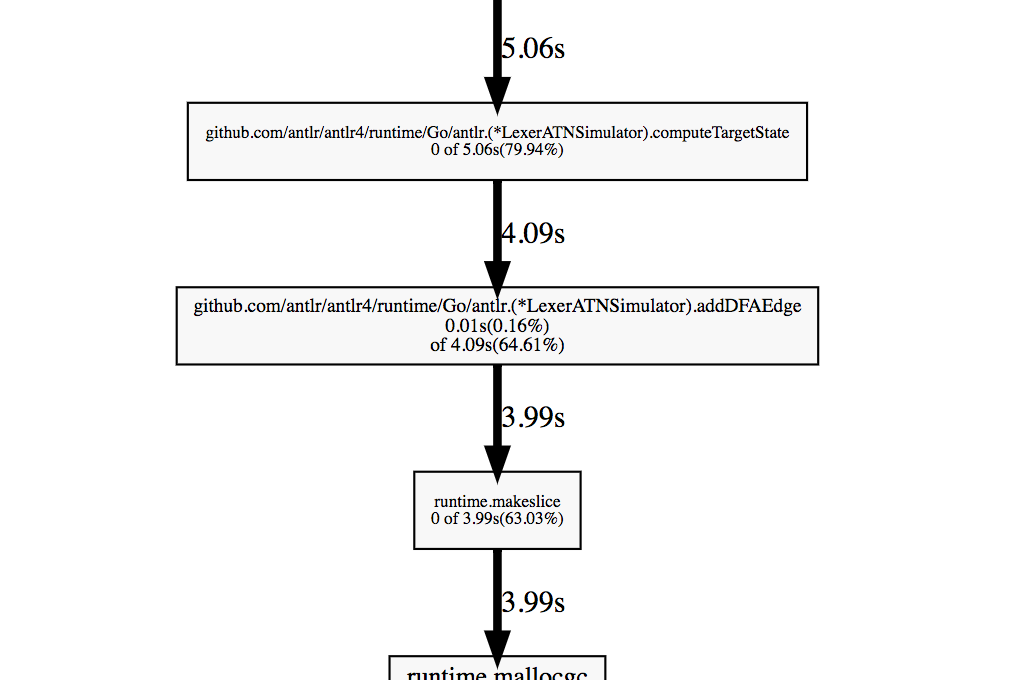 5.06s
github.com/antlr/antlr4/runtime/Go/antlr.(*LexerATNSimulator).computeTargetState
0 of 5.06s(79.94%)
4.09s
github.com/antlr/antlr4/runtime/Go/antlr.(*LexerATNSimulator).addDFAEdge
0.01s(0.16%)
of 4.09s(64.61%)
3.99s
runtime.makeslice
0 of 3.99s(63.03%)
3.99s
runtime.mallocgc